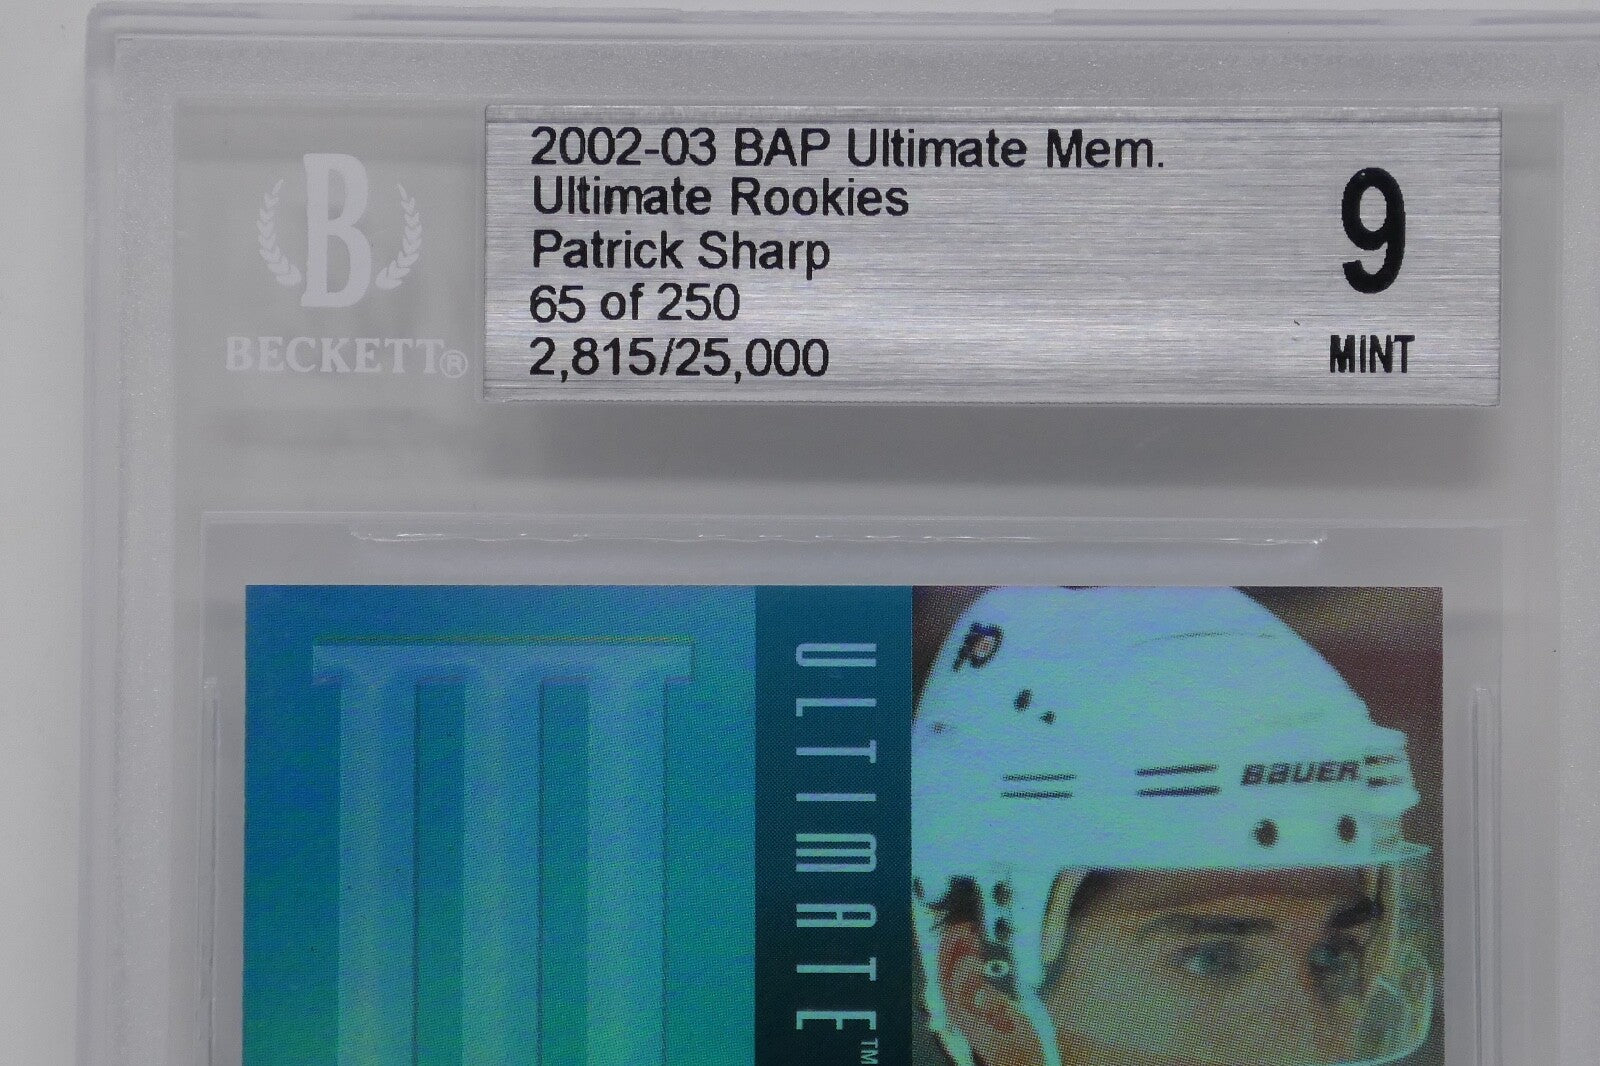 2002-03 BAP Ultimate Mem.
Ultimate Rookies
Patrick Sharp
65 of 250
2,815/25,000
9
MINT
B
BECKETT®
ULTIMATE™
BAUER